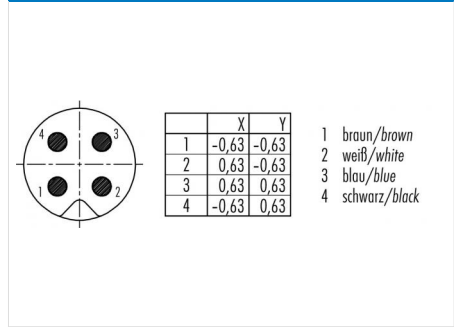 4 3
1 2
X Y
1 -0,63 -0,63
2 0,63 -0,63
3 0,63 0,63
4 -0,63 0,63
1 braun/brown
2 weiß/white
3 blau/blue
4 schwarz/black